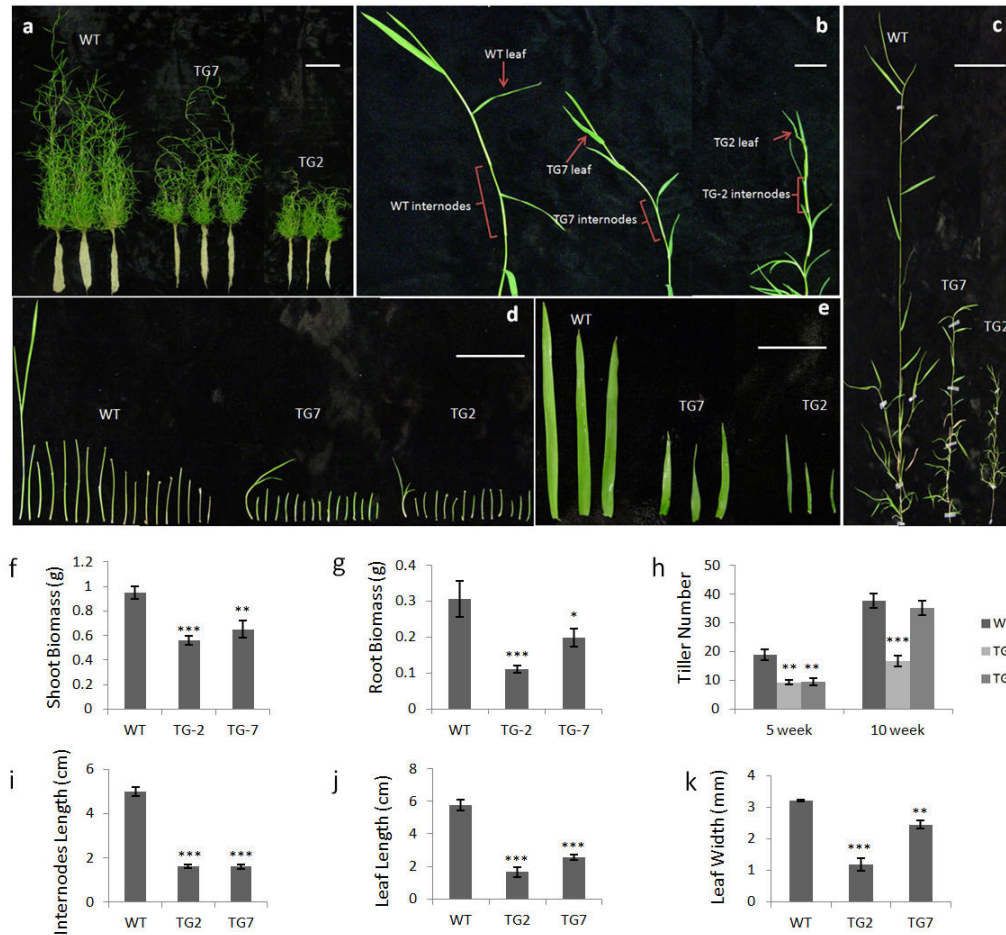 a
WT
TG7
TG2
b
WT leaf
TG7 leaf
TG2 leaf
WT internodes
TG7 internodes
TG-2 internodes
c
WT
TG7
TG2
d
WT
TG7
TG2
e
WT
TG7
TG2
f
Shoot Biomass (g)
1.2
1
0.8
0.6
0.4
0.2
0
***
**
WT TG-2 TG-7
g
Root Biomass (g)
0.4
0.3
0.2
0.1
0
***
*
WT TG-2 TG-7
h
Tiller Number
50
40
30
20
10
0
** **
***
5 week 10 week
W
TG
TG
i
Internodes Length (cm)
6
4
2
0
*** ***
WT TG2 TG7
j
Leaf Length (cm)
8
6
4
2
0
*** ***
WT TG2 TG7
k
Leaf Width (mm)
4
3
2
1
0
***
**
WT TG2 TG7